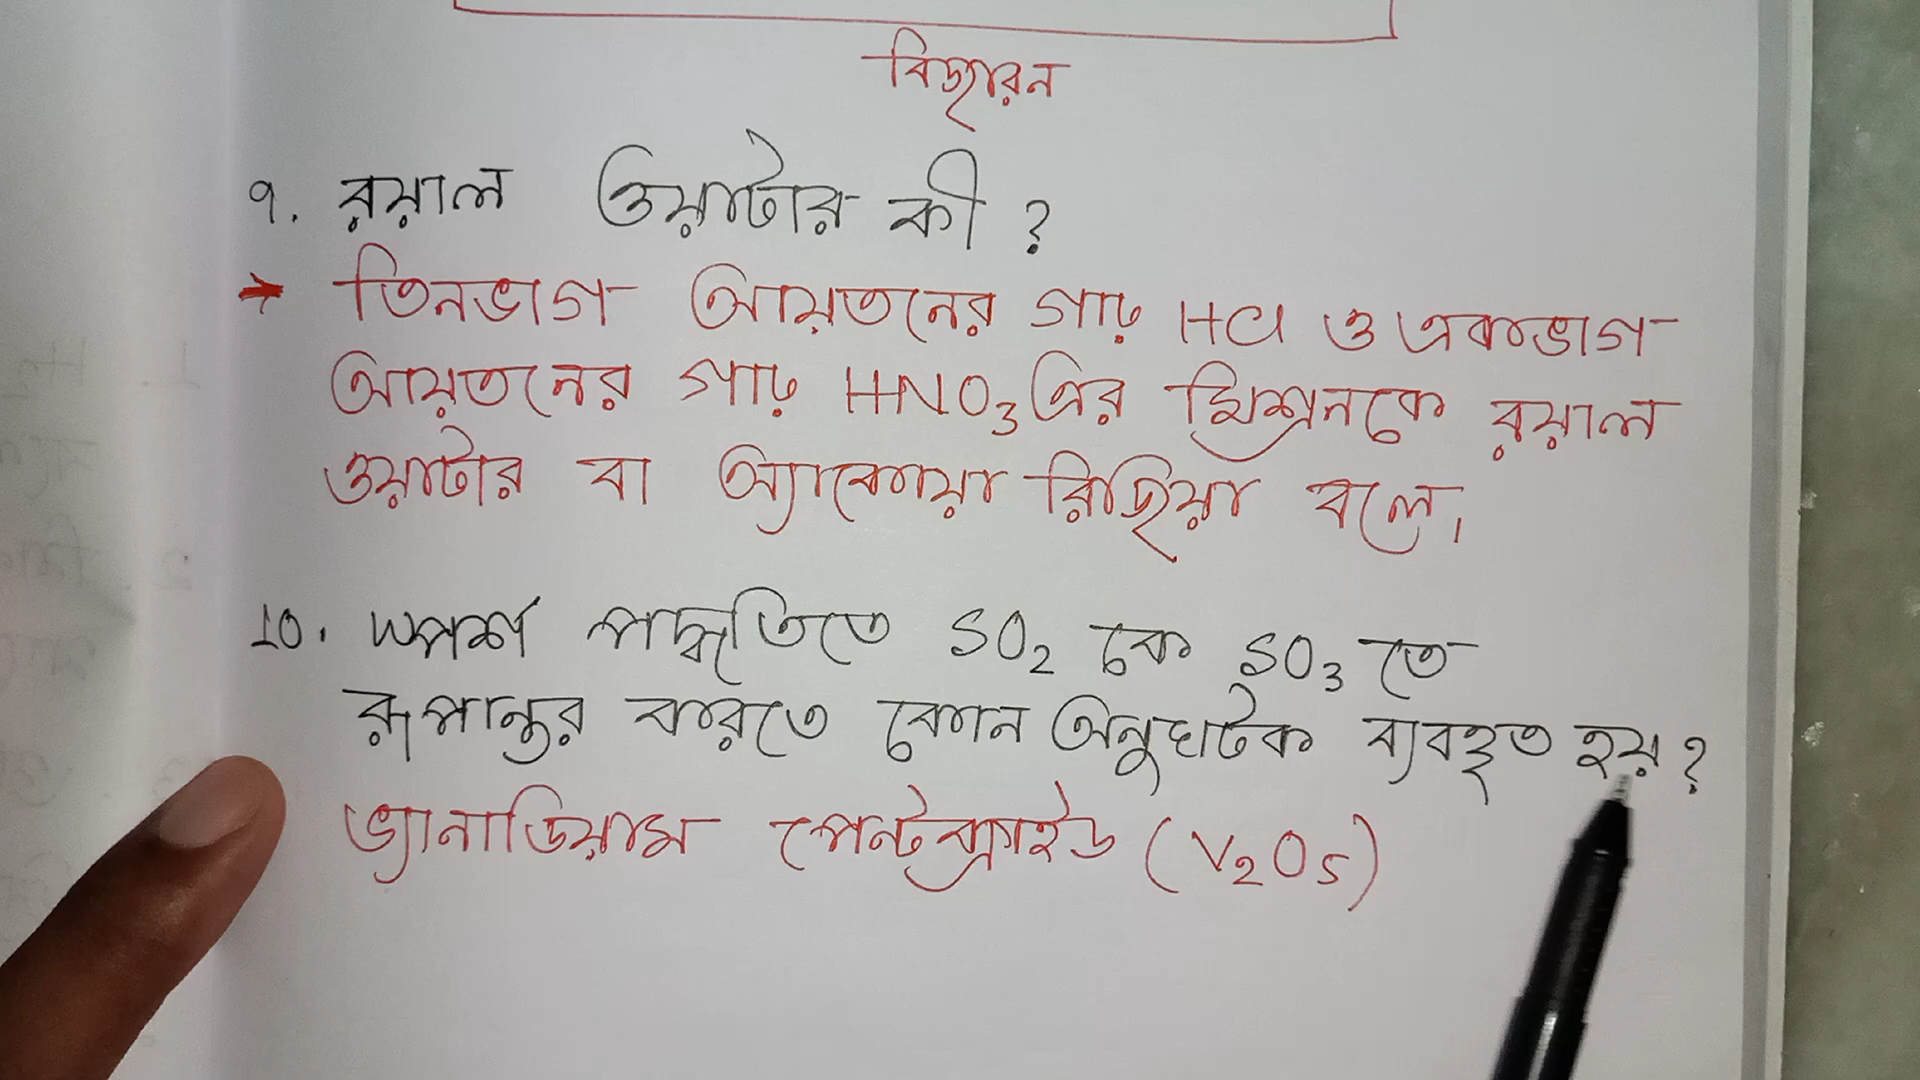 বিজারন
9. রয়াল ওয়াটার কী ?
→ তিনভাগ আয়তনের গাঢ় HCl ও একভাগ
আয়তনের গাঢ় HNO₃ এর মিশ্রনকে রয়াল
ওয়াটার বা অ্যাকোয়া রিজিয়া বলে।
10. স্পর্শ পদ্ধতিতে SO₂ কে SO₃ তে
রূপান্তর করতে কোন অনুঘটক ব্যবহৃত হয় ?
ভ্যানাডিয়াম পেন্টক্সাইড (V₂O₅)